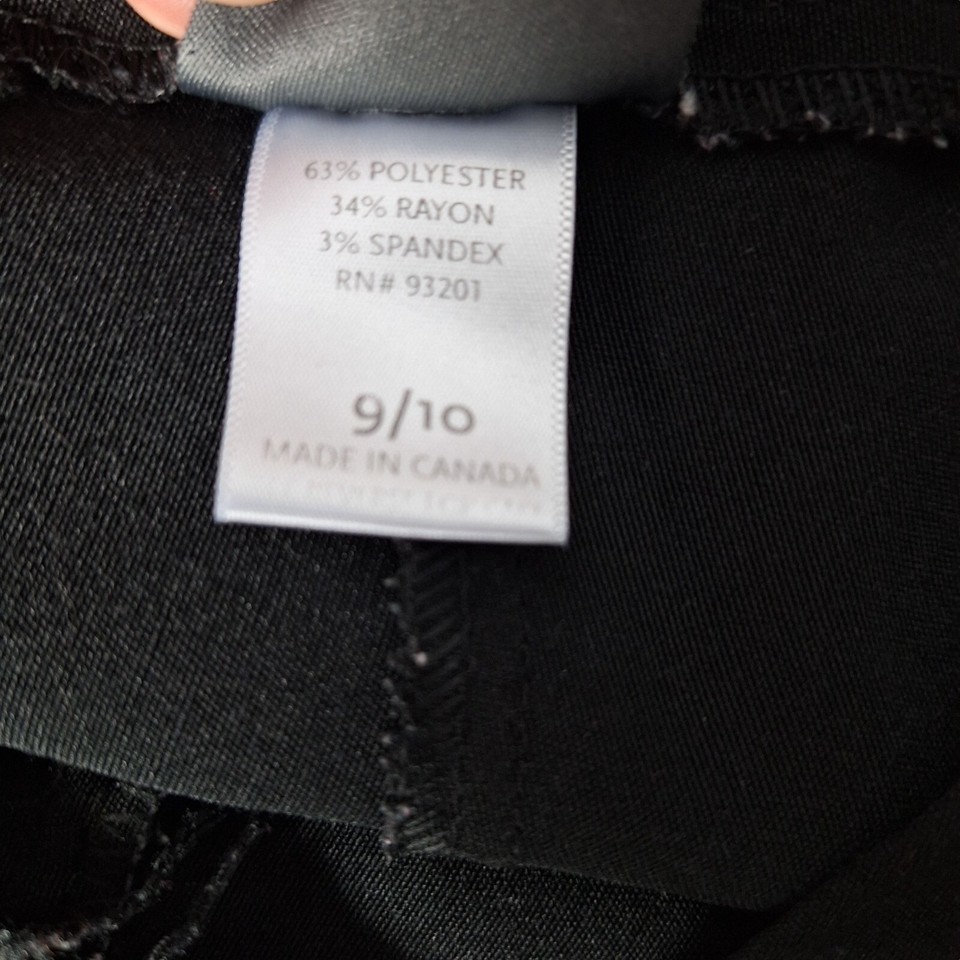 63% POLYESTER
34% RAYON
3% SPANDEX
RN# 93201
9/10
MADE IN CANADA